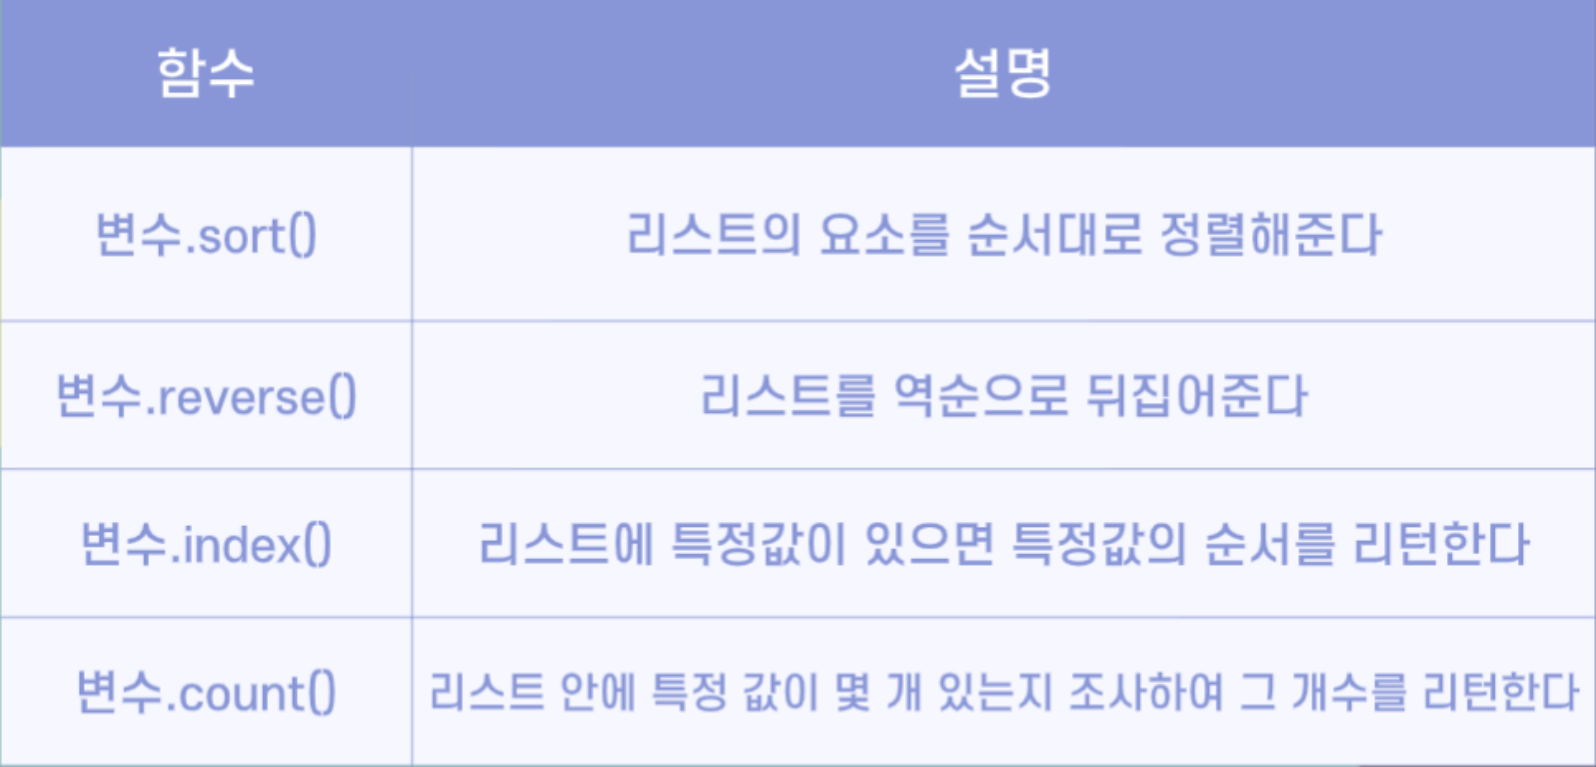 함수 설명
변수.sort() 리스트의 요소를 순서대로 정렬해준다
변수.reverse() 리스트를 역순으로 뒤집어준다
변수.index() 리스트에 특정값이 있으면 특정값의 순서를 리턴한다
변수.count() 리스트 안에 특정 값이 몇 개 있는지 조사하여 그 개수를 리턴한다